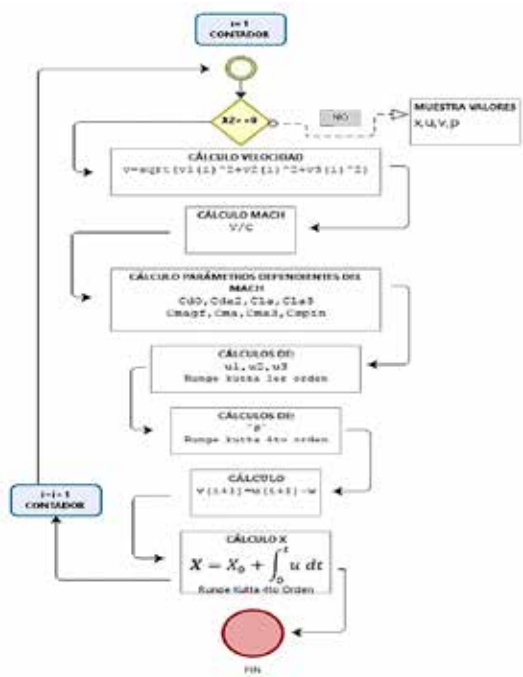 i= 1
CONTADOR
X2>=0
NO
MUESTRA VALORES
x,u,v,p
CÁLCULO VELOCIDAD
v=sqrt(v1(i)^2+v2(i)^2+v3(i)^2)
CÁLCULO MACH
V/C
CÁLCULO PARÁMETROS DEPENDIENTES DEL
MACH
Cd0,Cda2,Cla,Cla3
Cmagf,Cma,Cma3,Cmpin
CÁLCULOS DE:
u1,u2,u3
Runge kutta 1er orden
CÁLCULOS DE:
Runge kutta 4to orden
CÁLCULO
v(i+1)=u(i+1)-w
i=i+1
CONTADOR
CÁLCULO X
X = X₀ + ∫₀ᵗ u dt
Runge Kutta 4to Orden
FIN